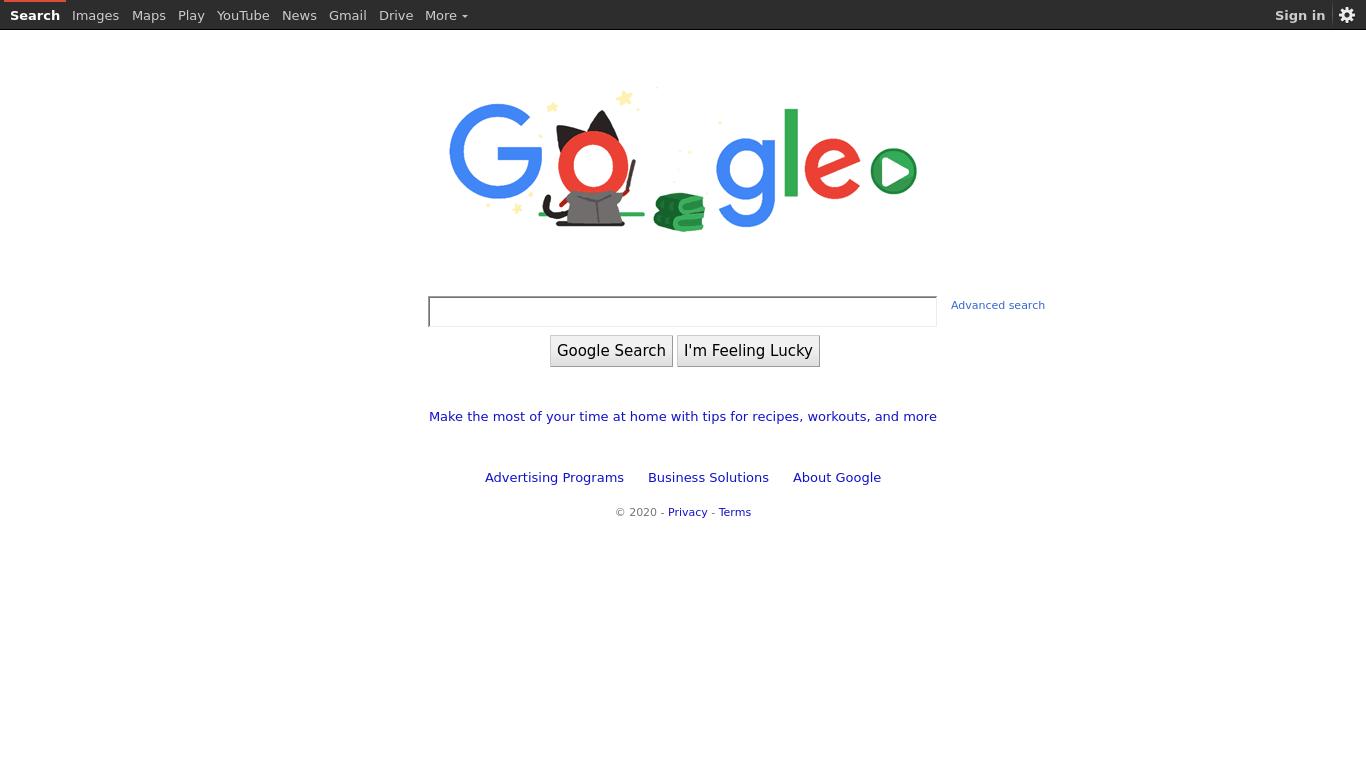 Search Images Maps Play YouTube News Gmail Drive More Sign in
Google
Advanced search
Google Search I'm Feeling Lucky
Make the most of your time at home with tips for recipes, workouts, and more
Advertising Programs Business Solutions About Google
© 2020 - Privacy - Terms